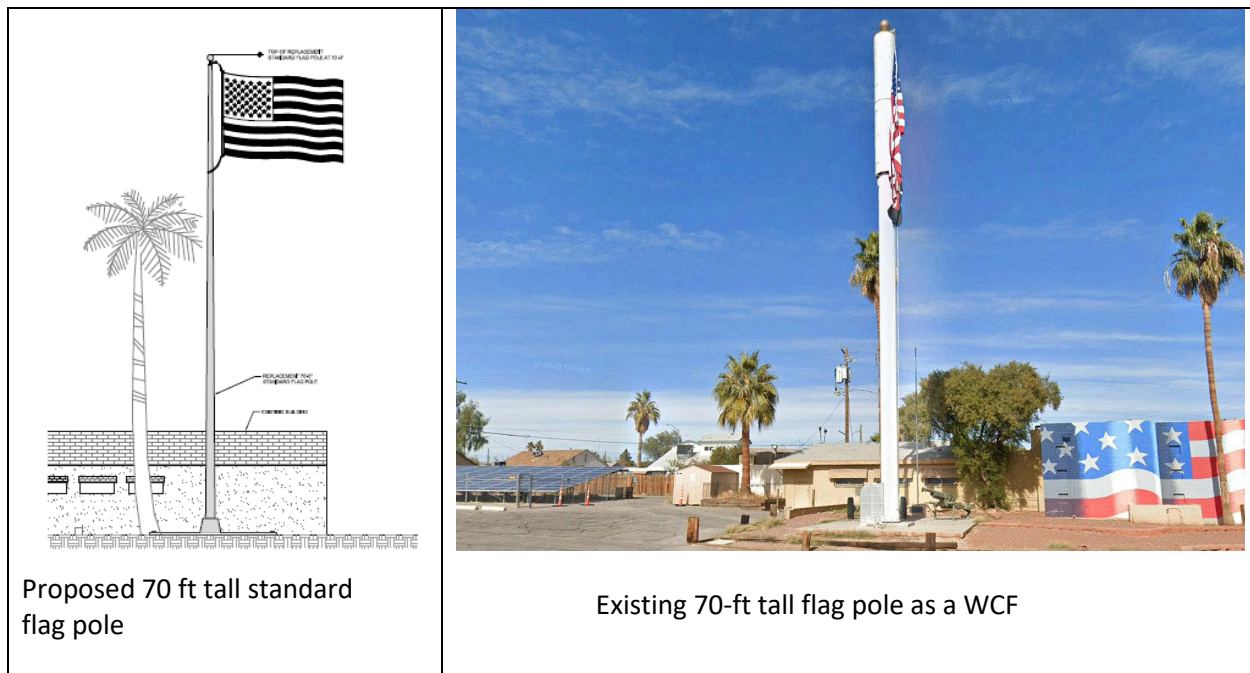 TOP OF REPLACEMENT
STANDARD FLAG POLE AT 70'-0"
REPLACEMENT 70'-0"
STANDARD FLAG POLE
EXISTING BUILDING
Proposed 70 ft tall standard
flag pole
Existing 70-ft tall flag pole as a WCF